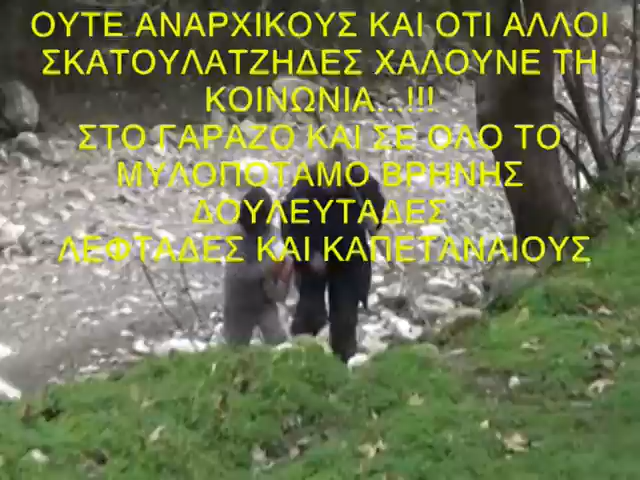 ΟΥΤΕ ΑΝΑΡΧΙΚΟΥΣ ΚΑΙ ΟΤΙ ΑΛΛΟΙ
ΣΚΑΤΟΥΛΑΤΖΗΔΕΣ ΧΑΛΟΥΝΕ ΤΗ
ΚΟΙΝΩΝΙΑ...!!!
ΣΤΟ ΓΑΡΑΖΟ ΚΑΙ ΣΕ ΟΛΟ ΤΟ
ΜΥΛΟΠΟΤΑΜΟ ΒΡΗΝΗΣ
ΔΟΥΛΕΥΤΑΔΕΣ
ΛΕΦΤΑΔΕΣ ΚΑΙ ΚΑΠΕΤΑΝΑΙΟΥΣ